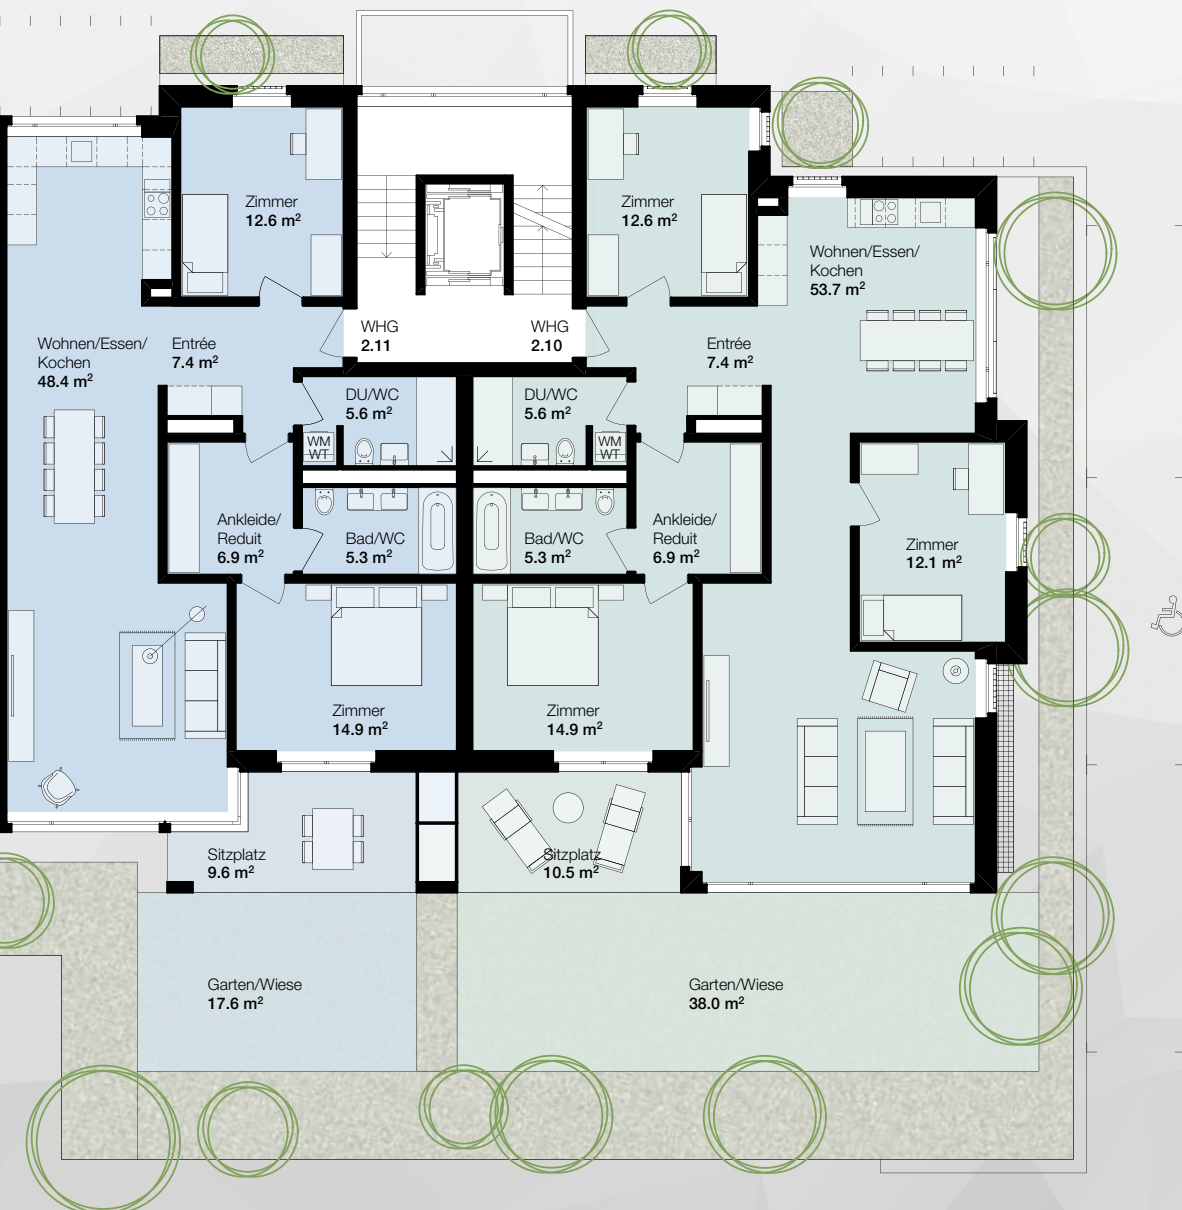 Zimmer
12.6 m²
Zimmer
12.6 m²
Wohnen/Essen/
Kochen
53.7 m²
WHG
2.11
WHG
2.10
Wohnen/Essen/
Kochen
48.4 m²
Entrée
7.4 m²
Entrée
7.4 m²
DU/WC
5.6 m²
DU/WC
5.6 m²
WM
WT
WM
WT
Ankleide/
Reduit
6.9 m²
Bad/WC
5.3 m²
Bad/WC
5.3 m²
Ankleide/
Reduit
6.9 m²
Zimmer
12.1 m²
Zimmer
14.9 m²
Zimmer
14.9 m²
Sitzplatz
9.6 m²
Sitzplatz
10.5 m²
Garten/Wiese
17.6 m²
Garten/Wiese
38.0 m²